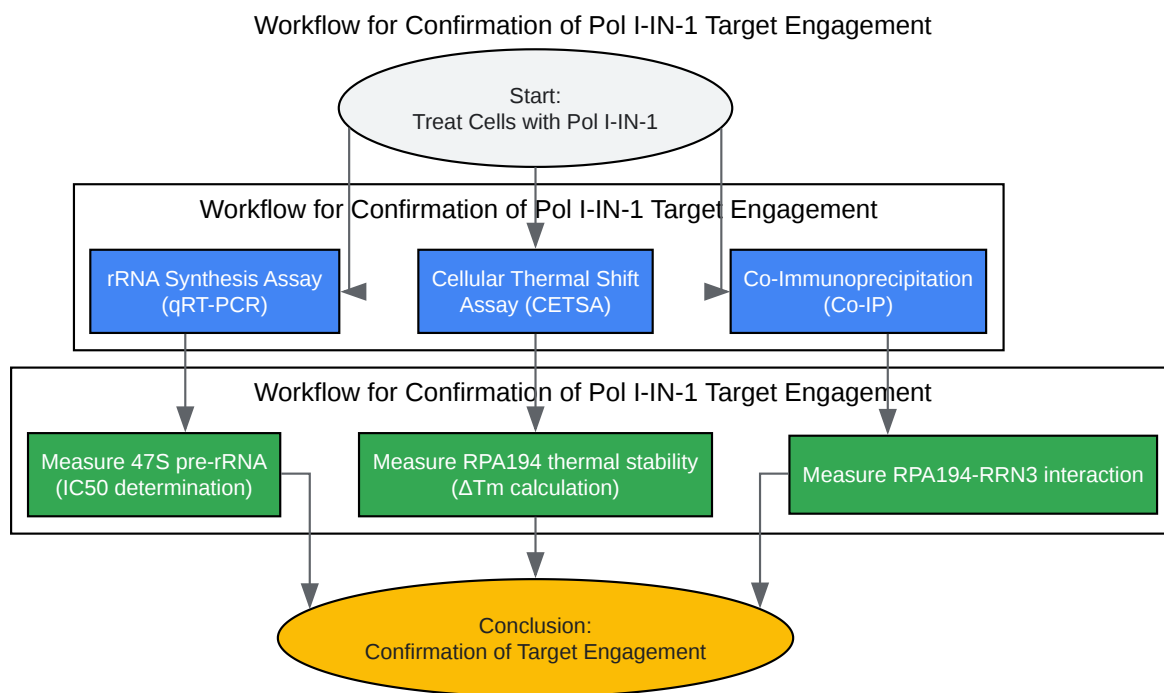 Workflow for Confirmation of Pol I-IN-1 Target Engagement
Start:
Treat Cells with Pol I-IN-1
Workflow for Confirmation of Pol I-IN-1 Target Engagement
rRNA Synthesis Assay
(qRT-PCR)
Cellular Thermal Shift
Assay (CETSA)
Co-Immunoprecipitation
(Co-IP)
Workflow for Confirmation of Pol I-IN-1 Target Engagement
Measure 47S pre-rRNA
(IC50 determination)
Measure RPA194 thermal stability
(ΔTm calculation)
Measure RPA194-RRN3 interaction
Conclusion:
Confirmation of Target Engagement